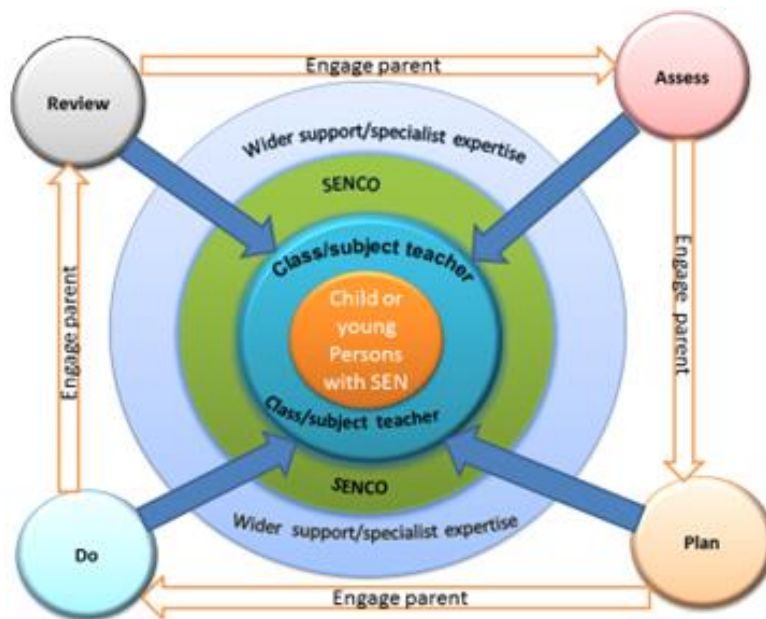 Engage parent
Review
Assess
Wider support/specialist expertise
SENCO
Class/subject teacher
Child or
young
Persons
with SEN
Engage parent
Engage parent
Class/subject teacher
SENCO
Wider support/specialist expertise
Do
Plan
Engage parent